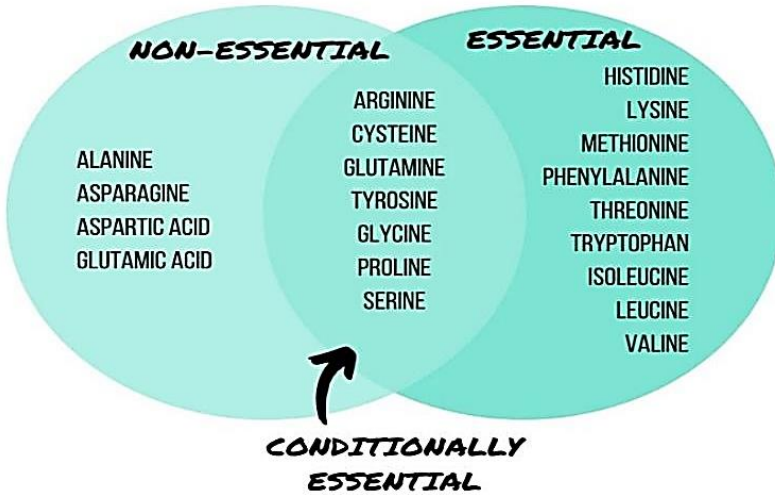 NON-ESSENTIAL
ALANINE
ASPARAGINE
ASPARTIC ACID
GLUTAMIC ACID
ARGININE
CYSTEINE
GLUTAMINE
TYROSINE
GLYCINE
PROLINE
SERINE
ESSENTIAL
HISTIDINE
LYSINE
METHIONINE
PHENYLALANINE
THREONINE
TRYPTOPHAN
ISOLEUCINE
LEUCINE
VALINE
CONDITIONALLY
ESSENTIAL